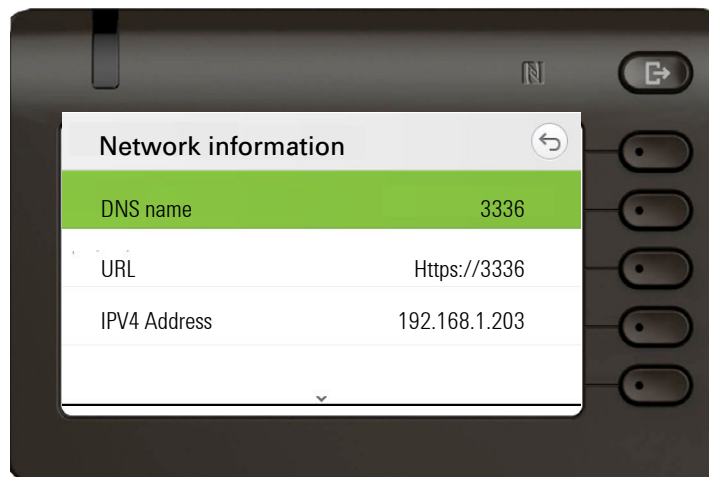 Network information
DNS name 3336
URL Https://3336
IPV4 Address 192.168.1.203